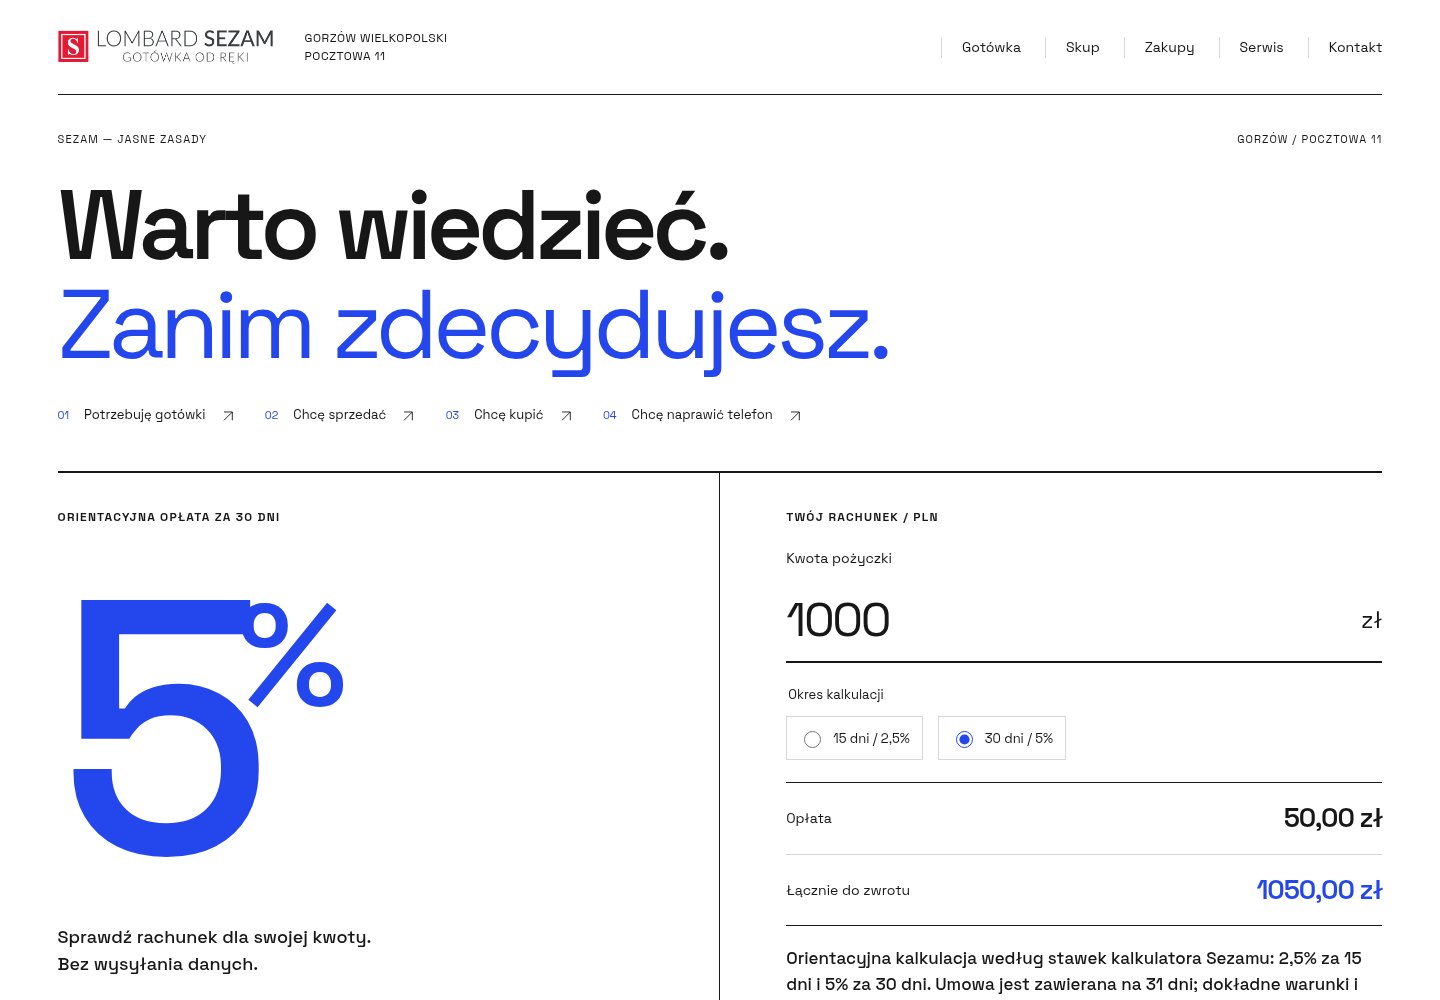 S LOMBARD SEZAM
GOTÓWKA OD RĘKI
GORZÓW WIELKOPOLSKI
POCZTOWA 11
Gotówka
Skup
Zakupy
Serwis
Kontakt
SEZAM — JASNE ZASADY
GORZÓW / POCZTOWA 11
Warto wiedzieć.
Zanim zdecydujesz.
01 Potrzebuję gotówki
02 Chcę sprzedać
03 Chcę kupić
04 Chcę naprawić telefon
ORIENTACYJNA OPŁATA ZA 30 DNI
5%
Sprawdź rachunek dla swojej kwoty.
Bez wysyłania danych.
TWÓJ RACHUNEK / PLN
Kwota pożyczki
1000 zł
Okres kalkulacji
15 dni / 2,5%
30 dni / 5%
Opłata 50,00 zł
Łącznie do zwrotu 1050,00 zł
Orientacyjna kalkulacja według stawek kalkulatora Sezamu: 2,5% za 15
dni i 5% za 30 dni. Umowa jest zawierana na 31 dni; dokładne warunki i